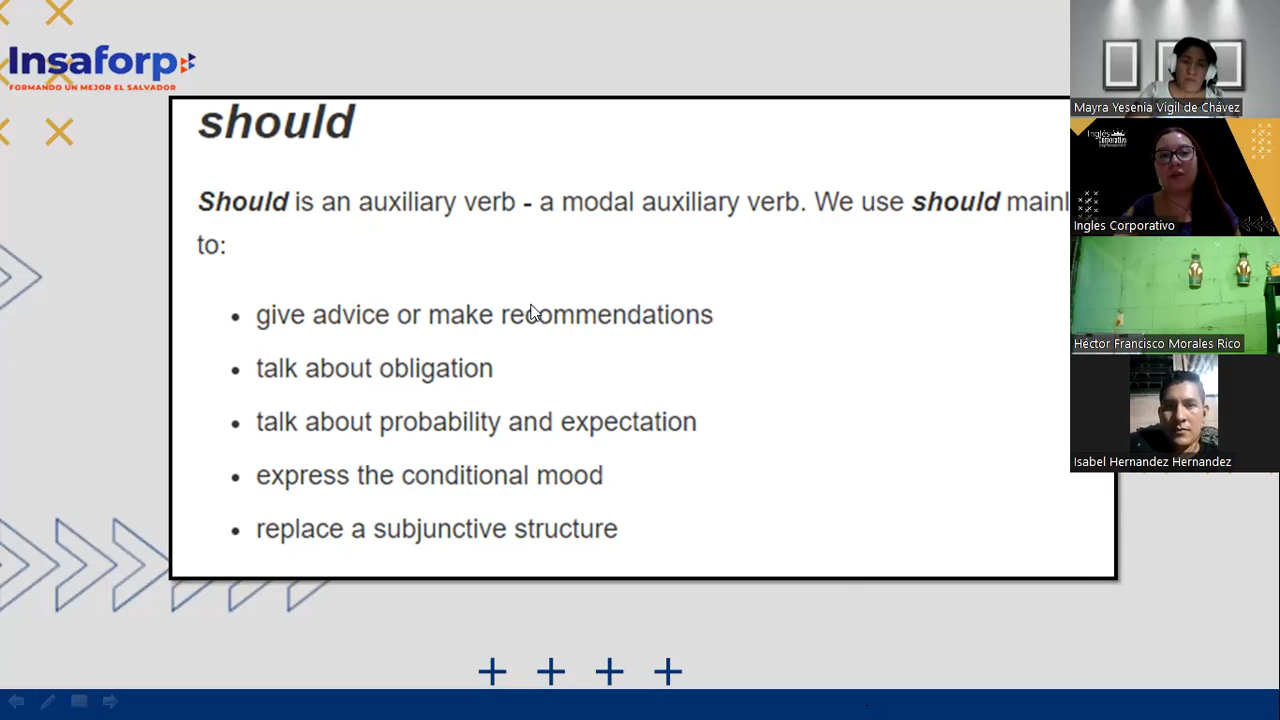 Insaforp
FORMANDO UN MEJOR EL SALVADOR
should
Should is an auxiliary verb - a modal auxiliary verb. We use should mainl
to:
• give advice or make recommendations
• talk about obligation
• talk about probability and expectation
• express the conditional mood
• replace a subjunctive structure
Mayra Yesenia Vigil de Chávez
Inglés
Corporativo
Ingles Corporativo
Héctor Francisco Morales Rico
Isabel Hernandez Hernandez